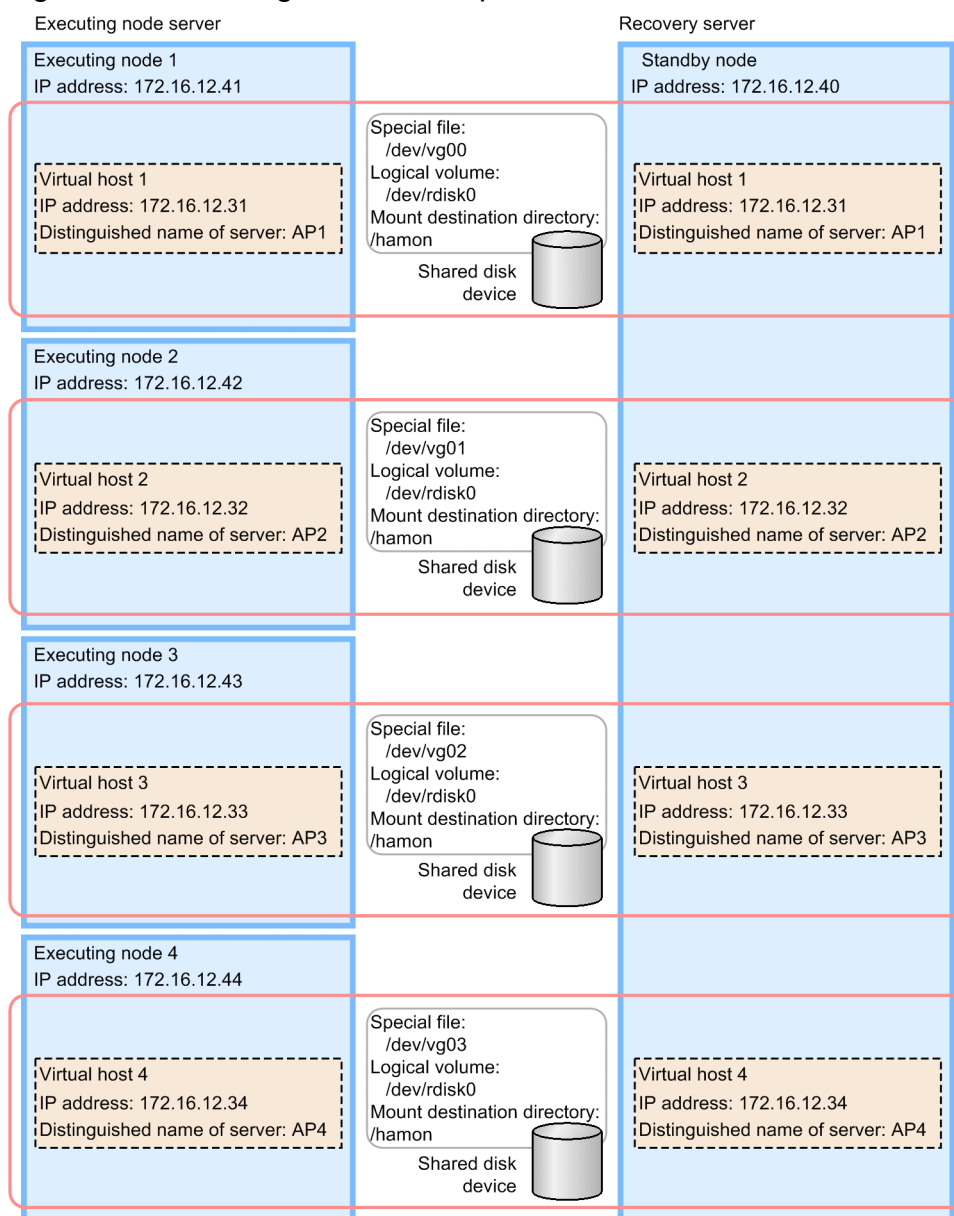 Executing node server
Recovery server
Executing node 1
IP address: 172.16.12.41
Standby node
IP address: 172.16.12.40
Virtual host 1
IP address: 172.16.12.31
Distinguished name of server: AP1
Special file:
/dev/vg00
Logical volume:
/dev/rdisk0
Mount destination directory:
/hamon
Shared disk
device
Virtual host 1
IP address: 172.16.12.31
Distinguished name of server: AP1
Executing node 2
IP address: 172.16.12.42
Virtual host 2
IP address: 172.16.12.32
Distinguished name of server: AP2
Special file:
/dev/vg01
Logical volume:
/dev/rdisk0
Mount destination directory:
/hamon
Shared disk
device
Virtual host 2
IP address: 172.16.12.32
Distinguished name of server: AP2
Executing node 3
IP address: 172.16.12.43
Virtual host 3
IP address: 172.16.12.33
Distinguished name of server: AP3
Special file:
/dev/vg02
Logical volume:
/dev/rdisk0
Mount destination directory:
/hamon
Shared disk
device
Virtual host 3
IP address: 172.16.12.33
Distinguished name of server: AP3
Executing node 4
IP address: 172.16.12.44
Virtual host 4
IP address: 172.16.12.34
Distinguished name of server: AP4
Special file:
/dev/vg03
Logical volume:
/dev/rdisk0
Mount destination directory:
/hamon
Shared disk
device
Virtual host 4
IP address: 172.16.12.34
Distinguished name of server: AP4